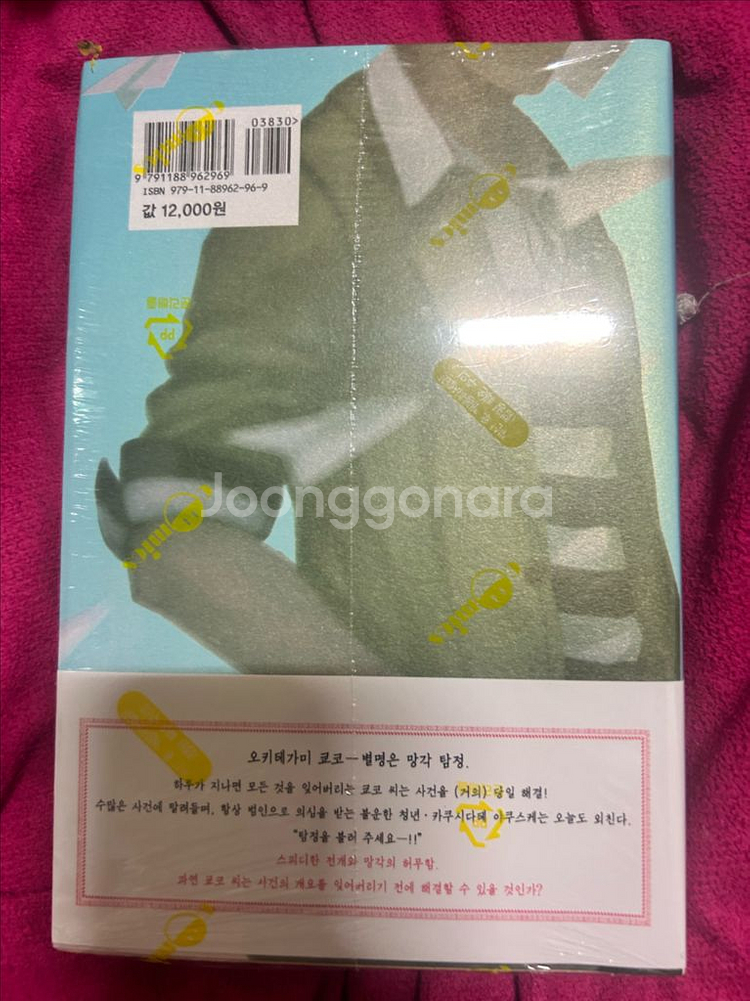 03830>
9 791188 962969
ISBN 979-11-88962-96-9
값 12,000원
PP
Joonggonara
오키테가미 쿄코—별명은 망각 탐정.
하루가 지나면 모든 것을 잊어버리는 쿄코 씨는 사건을 (거의) 당일 해결!
수많은 사건에 말려들며, 항상 범인으로 의심을 받는 불운한 청년·카쿠시다테 야쿠스케는 오늘도 외친다.
"탐정을 불러 주세요—!!"
스피디한 전개와 망각의 허무함.
과연 쿄코 씨는 사건의 개요를 잊어버리기 전에 해결할 수 있을 것인가?